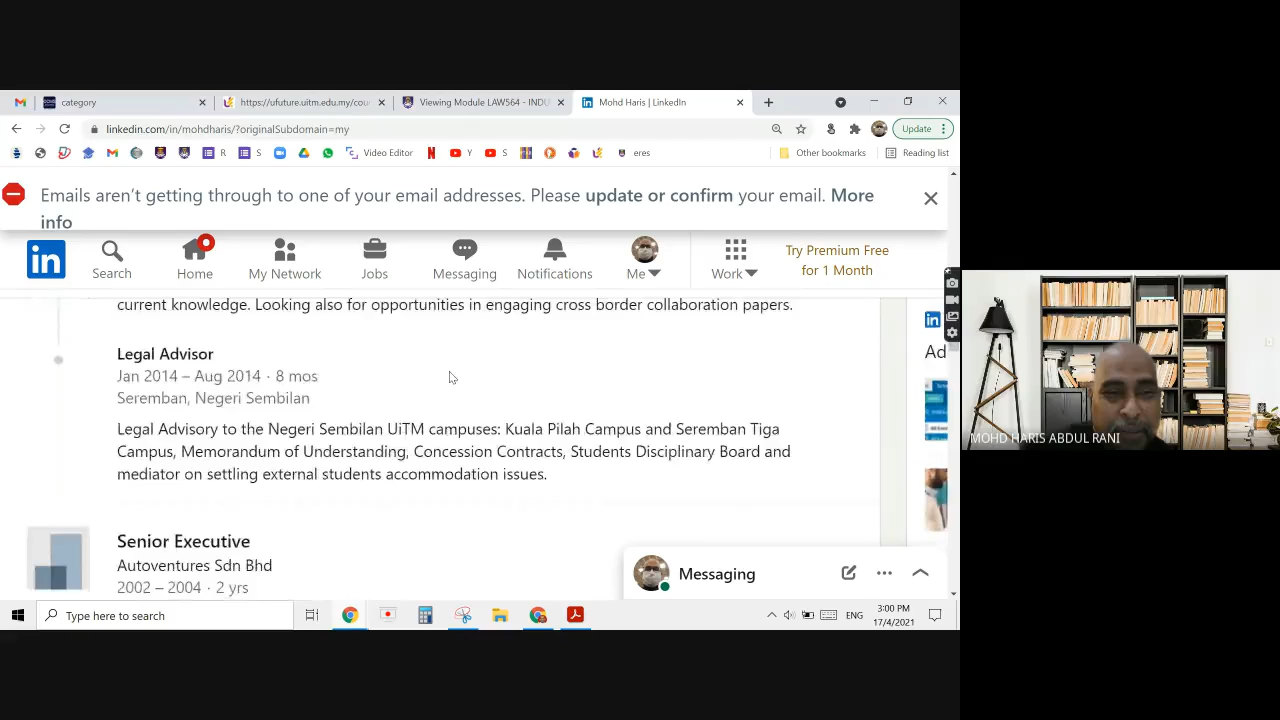 category
https://ufuture.uitm.edu.my/cou
Viewing Module LAW564 - INDU
Mohd Haris | LinkedIn
linkedin.com/in/mohdharis/?originalSubdomain=my
Update
R
S
Video Editor
Y
S
eres
Other bookmarks
Reading list
Emails aren't getting through to one of your email addresses. Please update or confirm your email. More
info
in
Search
Home
My Network
Jobs
Messaging
Notifications
Me
Work
Try Premium Free
for 1 Month
current knowledge. Looking also for opportunities in engaging cross border collaboration papers.
in
Ad
Legal Advisor
Jan 2014 – Aug 2014 · 8 mos
Seremban, Negeri Sembilan
Legal Advisory to the Negeri Sembilan UiTM campuses: Kuala Pilah Campus and Seremban Tiga
Campus, Memorandum of Understanding, Concession Contracts, Students Disciplinary Board and
mediator on settling external students accommodation issues.
Senior Executive
Autoventures Sdn Bhd
2002 – 2004 · 2 yrs
Messaging
Type here to search
ENG
3:00 PM
17/4/2021
MOHD HARIS ABDUL RANI